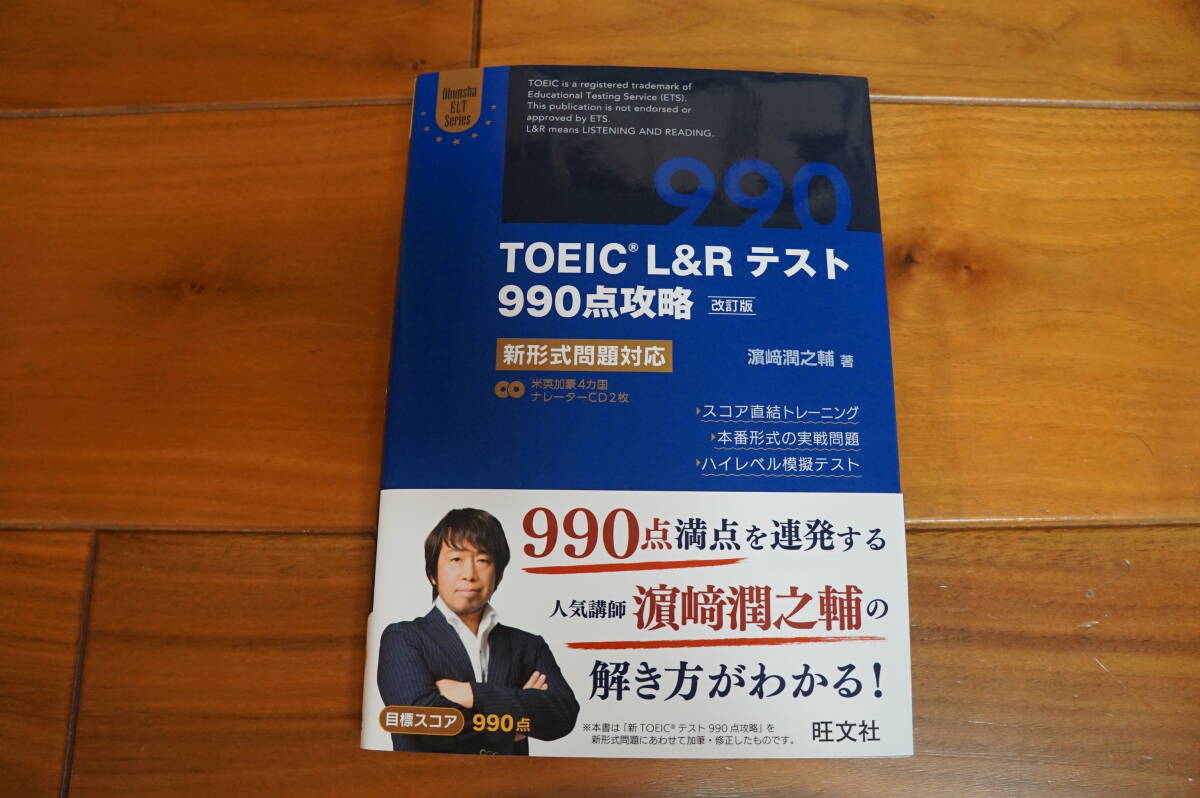 Obunsha
ELT
Series
TOEIC is a registered trademark of
Educational Testing Service (ETS).
This publication is not endorsed or
approved by ETS.
L&R means LISTENING AND READING.
990
TOEIC® L&R テスト
990点攻略 改訂版
新形式問題対応
濵﨑潤之輔 著
CD 米英加豪4カ国
ナレーターCD2枚
スコア直結トレーニング
本番形式の実戦問題
ハイレベル模擬テスト
990点満点を連発する
人気講師 濵﨑潤之輔の
解き方がわかる!
目標スコア 990点
※本書は「新TOEIC®テスト990点攻略」を
新形式問題にあわせて加筆・修正したものです。
旺文社